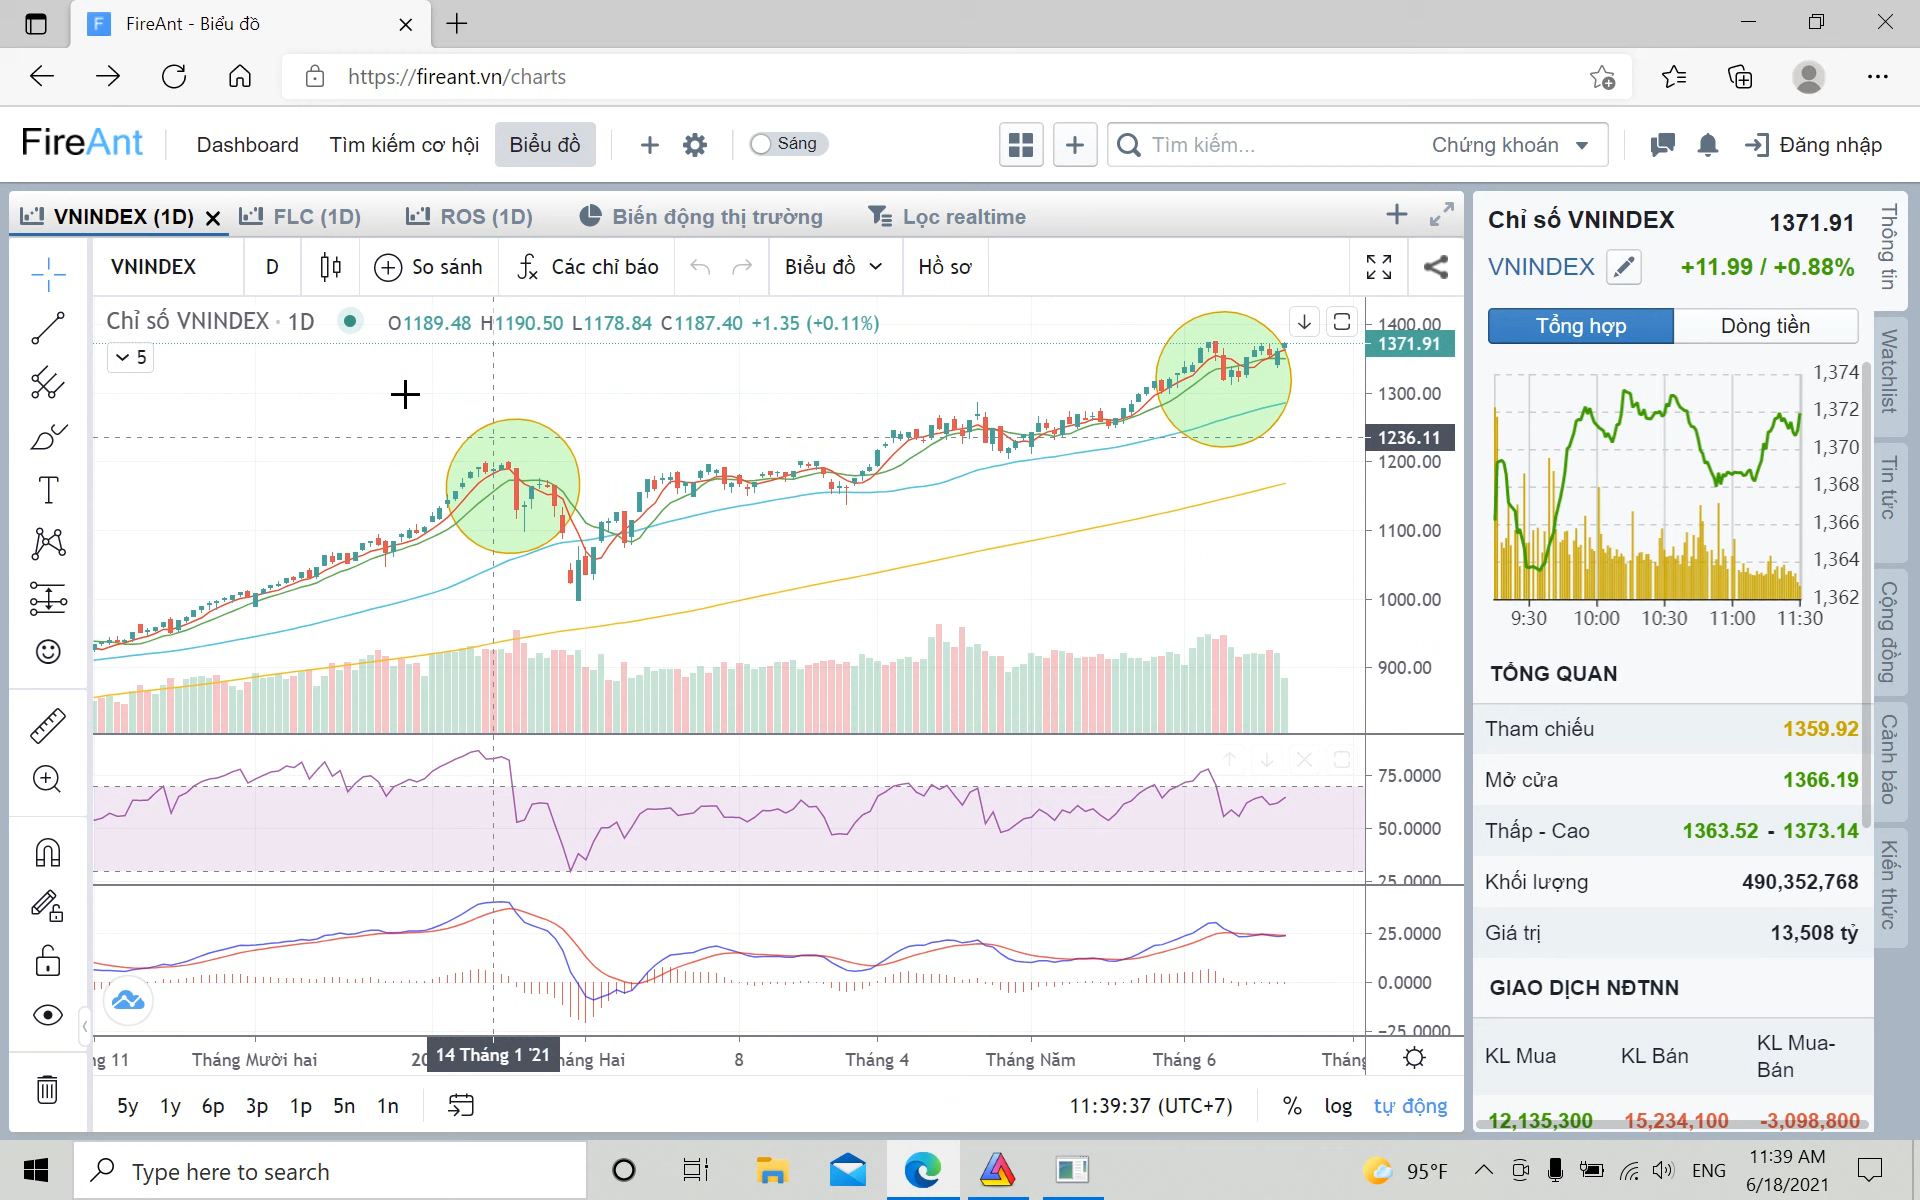 FireAnt - Biểu đồ
https://fireant.vn/charts
FireAnt
Dashboard
Tìm kiếm cơ hội
Biểu đồ
Sáng
Tìm kiếm...
Chứng khoán
Đăng nhập
VNINDEX (1D)
FLC (1D)
ROS (1D)
Biến động thị trường
Lọc realtime
VNINDEX
D
So sánh
Các chỉ báo
Biểu đồ
Hồ sơ
Chỉ số VNINDEX · 1D
O1189.48 H1190.50 L1178.84 C1187.40 +1.35 (+0.11%)
5
1400.00
1371.91
1300.00
1236.11
1200.00
1100.00
1000.00
900.00
75.0000
50.0000
25.0000
25.0000
0.0000
−25.0000
ng 11
Tháng Mười hai
20
14 Tháng 1 '21
háng Hai
8
Tháng 4
Tháng Năm
Tháng 6
Tháng
5y 1y 6p 3p 1p 5n 1n
11:39:37 (UTC+7)
% log tự động
Chỉ số VNINDEX
1371.91
VNINDEX
+11.99 / +0.88%
Tổng hợp
Dòng tiền
1,374
1,372
1,370
1,368
1,366
1,364
1,362
9:30 10:00 10:30 11:00 11:30
TỔNG QUAN
Tham chiếu 1359.92
Mở cửa 1366.19
Thấp - Cao 1363.52 - 1373.14
Khối lượng 490,352,768
Giá trị 13,508 tỷ
GIAO DỊCH NĐTNN
KL Mua
KL Bán
KL Mua-
Bán
12,135,300 15,234,100 -3,098,800
Thông tin
Watchlist
Tin tức
Cộng đồng
Cảnh báo
Kiến thức
Type here to search
95°F
ENG
11:39 AM
6/18/2021